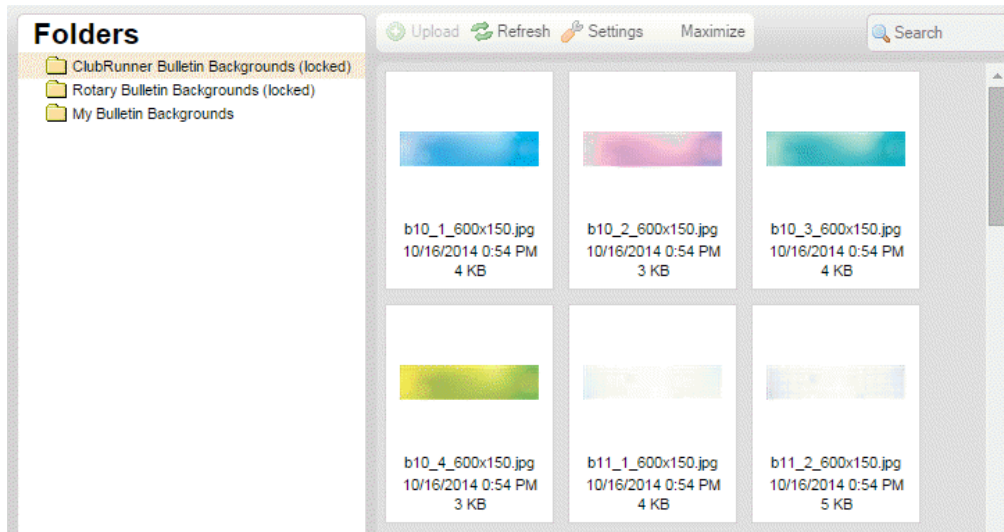 Folders
ClubRunner Bulletin Backgrounds (locked)
Rotary Bulletin Backgrounds (locked)
My Bulletin Backgrounds
Upload Refresh Settings Maximize Search
b10_1_600x150.jpg
10/16/2014 0:54 PM
4 KB
b10_2_600x150.jpg
10/16/2014 0:54 PM
3 KB
b10_3_600x150.jpg
10/16/2014 0:54 PM
4 KB
b10_4_600x150.jpg
10/16/2014 0:54 PM
3 KB
b11_1_600x150.jpg
10/16/2014 0:54 PM
4 KB
b11_2_600x150.jpg
10/16/2014 0:54 PM
5 KB